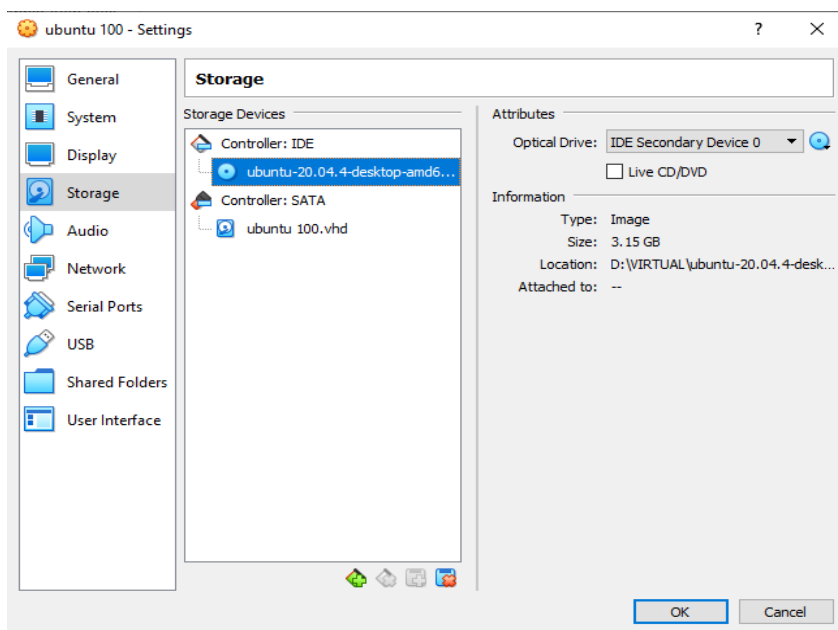 ubuntu 100 - Settings
?
General
System
Display
Storage
Audio
Network
Serial Ports
USB
Shared Folders
User Interface
Storage
Storage Devices
Controller: IDE
ubuntu-20.04.4-desktop-amd6...
Controller: SATA
ubuntu 100.vhd
Attributes
Optical Drive: IDE Secondary Device 0
Live CD/DVD
Information
Type: Image
Size: 3.15 GB
Location: D:\VIRTUAL\ubuntu-20.04.4-desk...
Attached to: --
OK Cancel